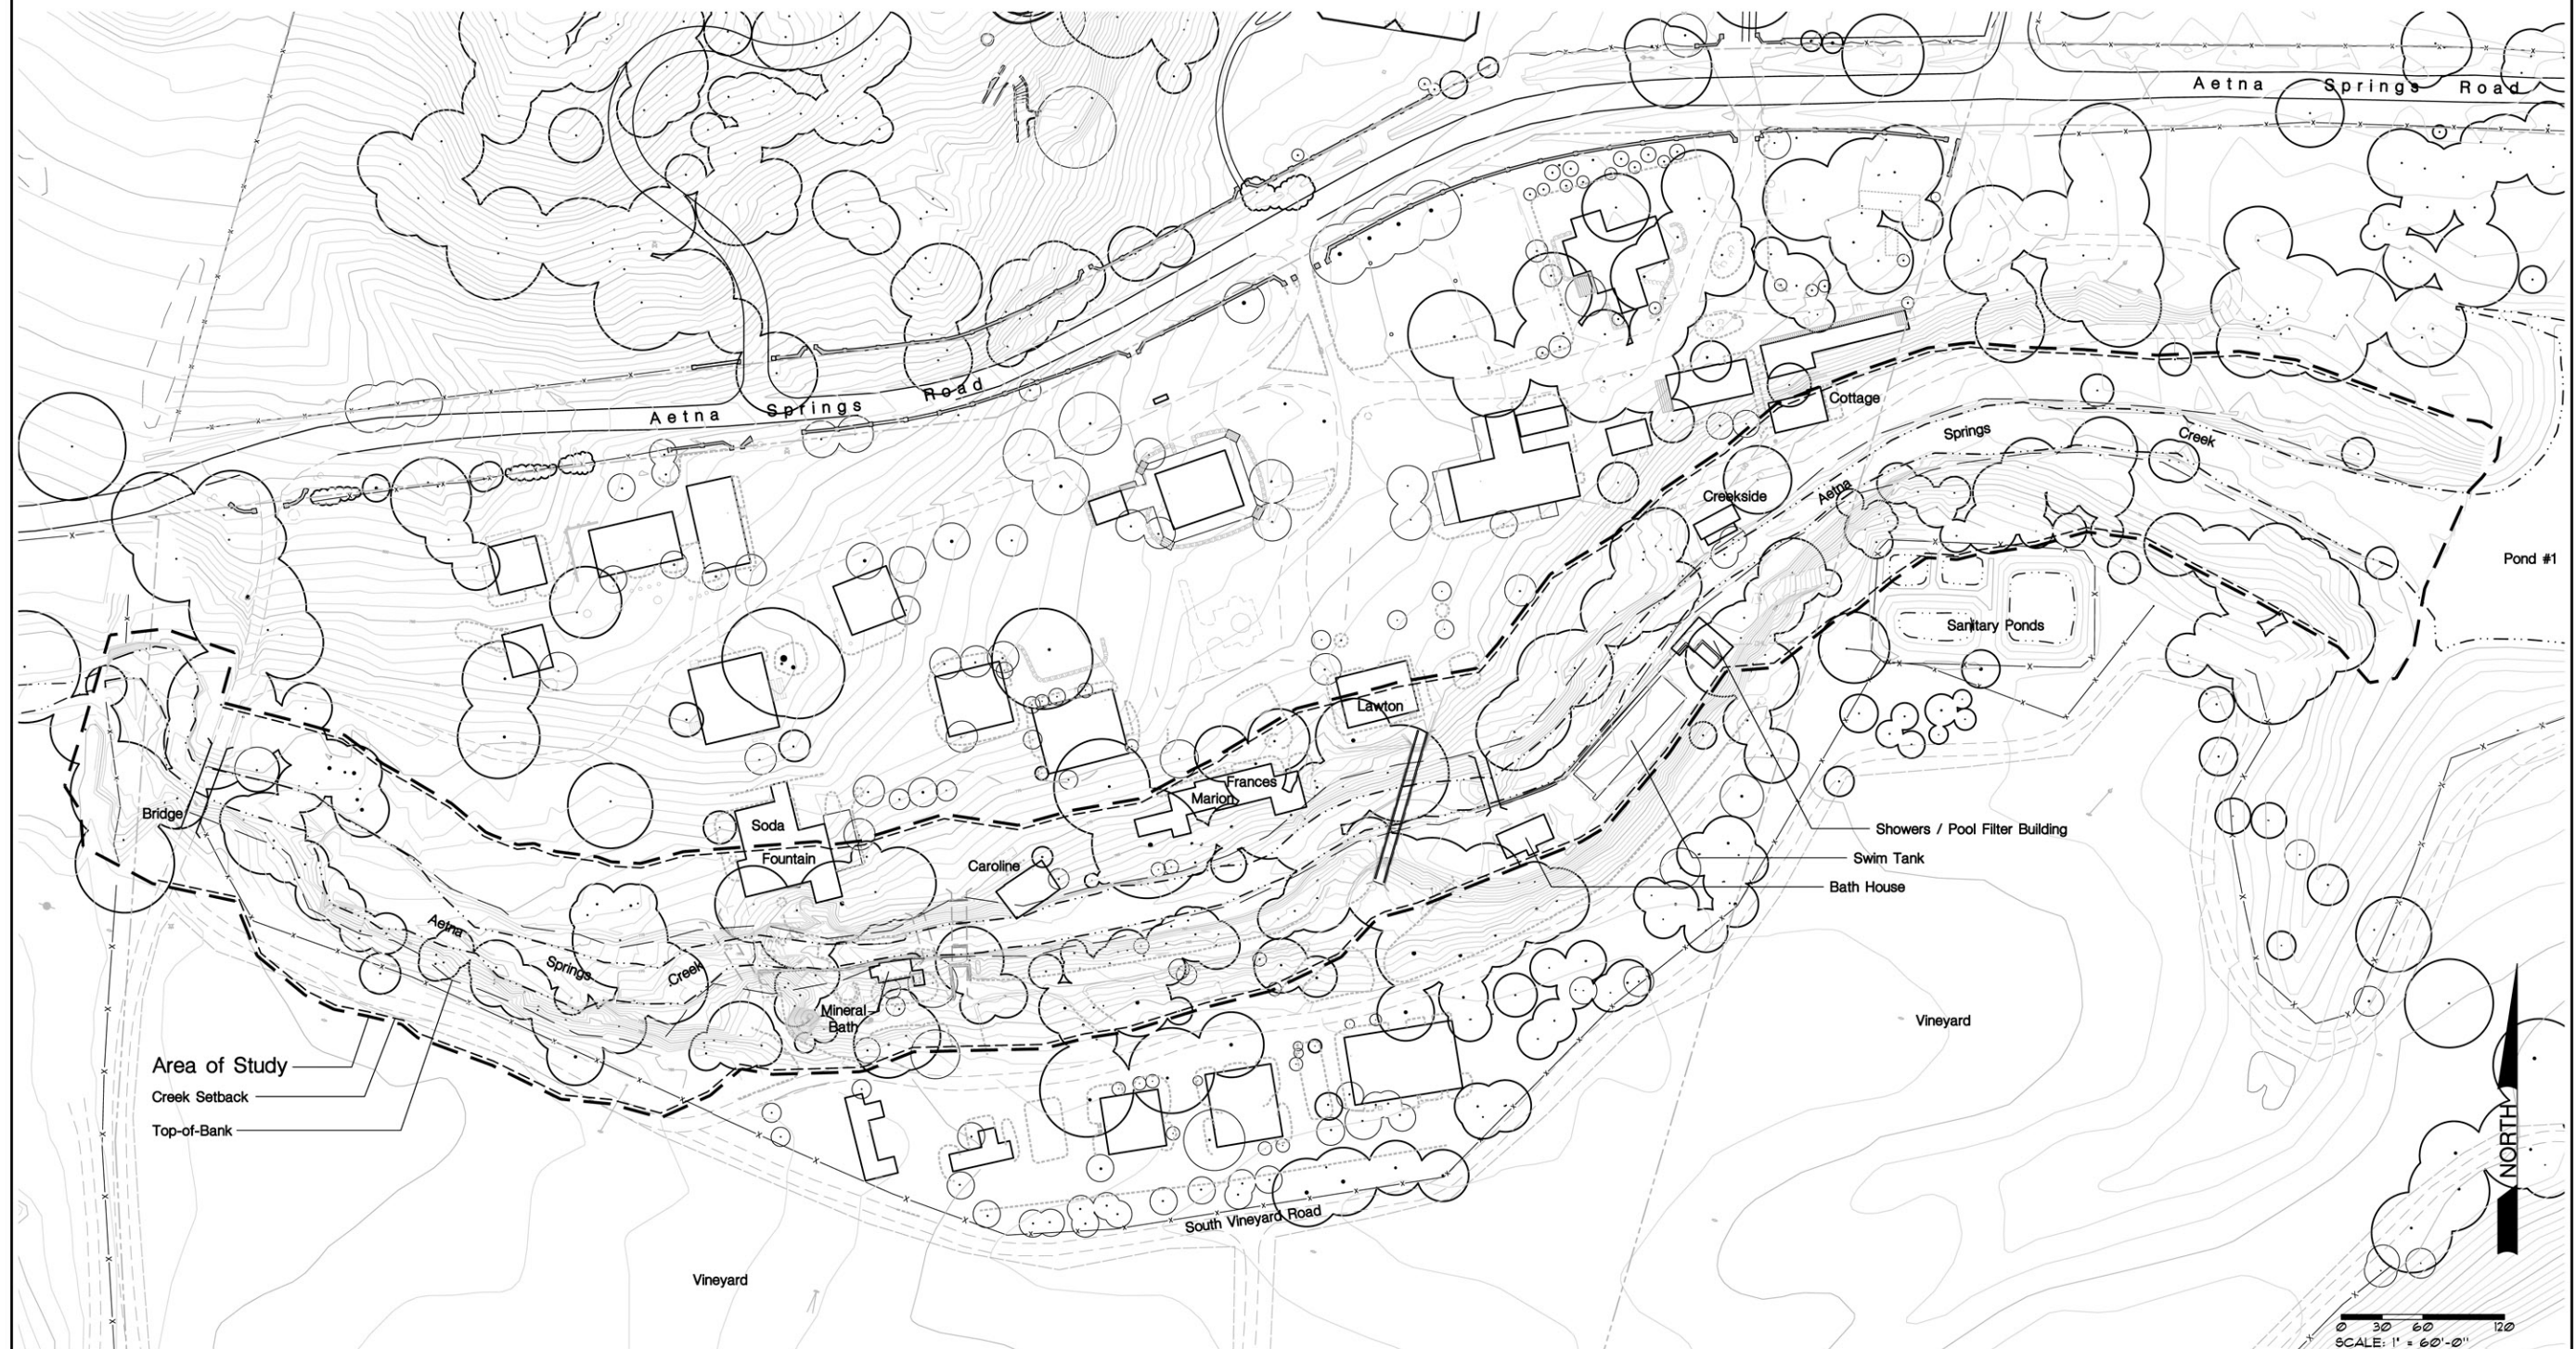 Aetna Springs Road
Aetna Springs Road
Cottage
Springs
Creek
Aetna
Creekside
Pond #1
Sanitary Ponds
Lawton
Frances
Marion
Bridge
Soda
Fountain
Caroline
Showers / Pool Filter Building
Swim Tank
Bath House
Aetna
Springs
Creek
Mineral
Bath
Vineyard
Area of Study
Creek Setback
Top-of-Bank
NORTH
South Vineyard Road
Vineyard
0 30 60 120
SCALE: 1" = 60'-0"